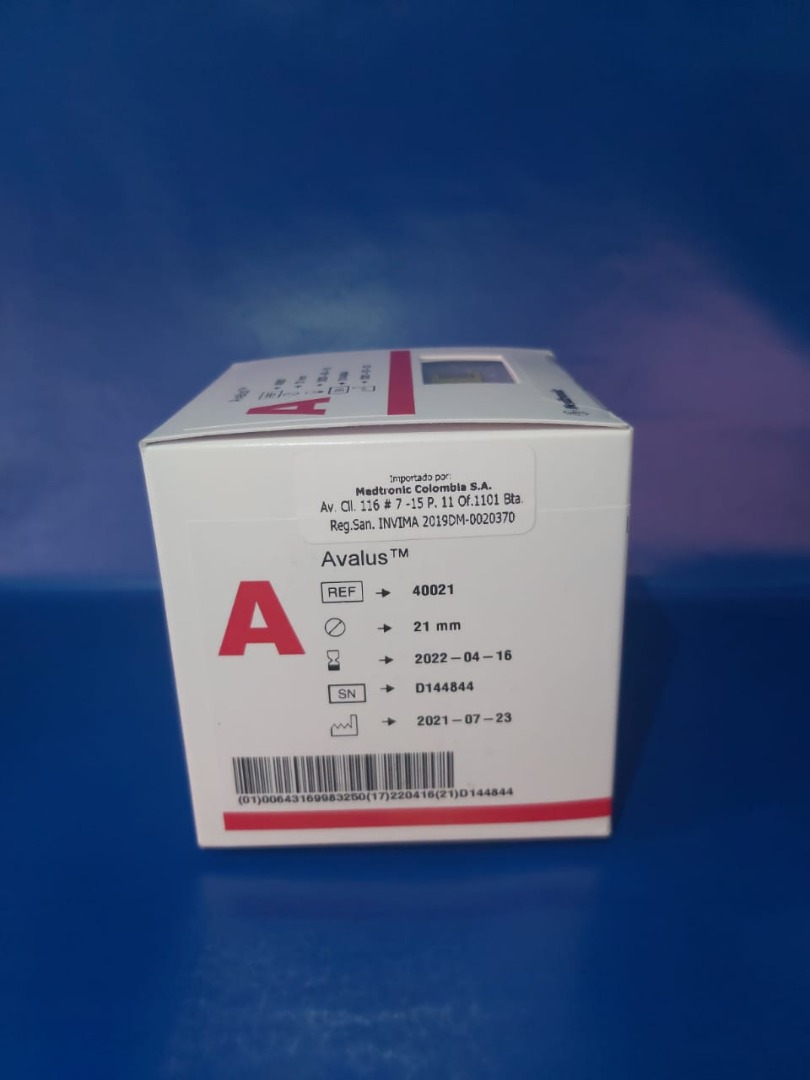 Importado por:
Medtronic Colombia S.A.
Av. Cll. 116 # 7 -15 P. 11 Of.1101 Bta.
Reg.San. INVIMA 2019DM-0020370
Avalus™
A
REF 40021
21 mm
2022-04-16
SN D144844
2021-07-23
(01)00643169983250(17)220416(21)D144844
A